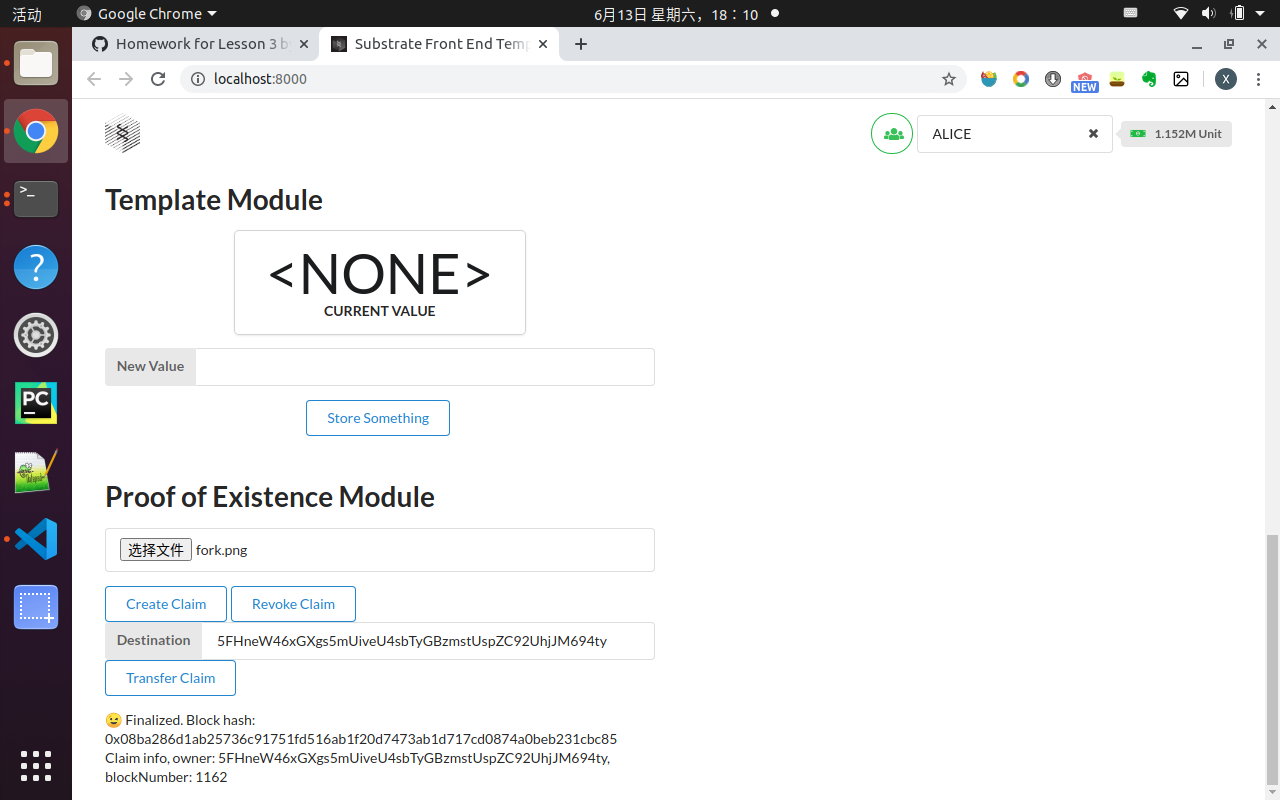 活动
Google Chrome
6月13日 星期六，18：10
Homework for Lesson 3 b
Substrate Front End Temp
localhost:8000
NEW
X
ALICE
1.152M Unit
Template Module
<NONE>
CURRENT VALUE
New Value
Store Something
Proof of Existence Module
选择文件 fork.png
Create Claim
Revoke Claim
Destination
5FHneW46xGXgs5mUiveU4sbTyGBzmstUspZC92UhjJM694ty
Transfer Claim
😉 Finalized. Block hash:
0x08ba286d1ab25736c91751fd516ab1f20d7473ab1d717cd0874a0beb231cbc85
Claim info, owner: 5FHneW46xGXgs5mUiveU4sbTyGBzmstUspZC92UhjJM694ty,
blockNumber: 1162
>_
?
PC